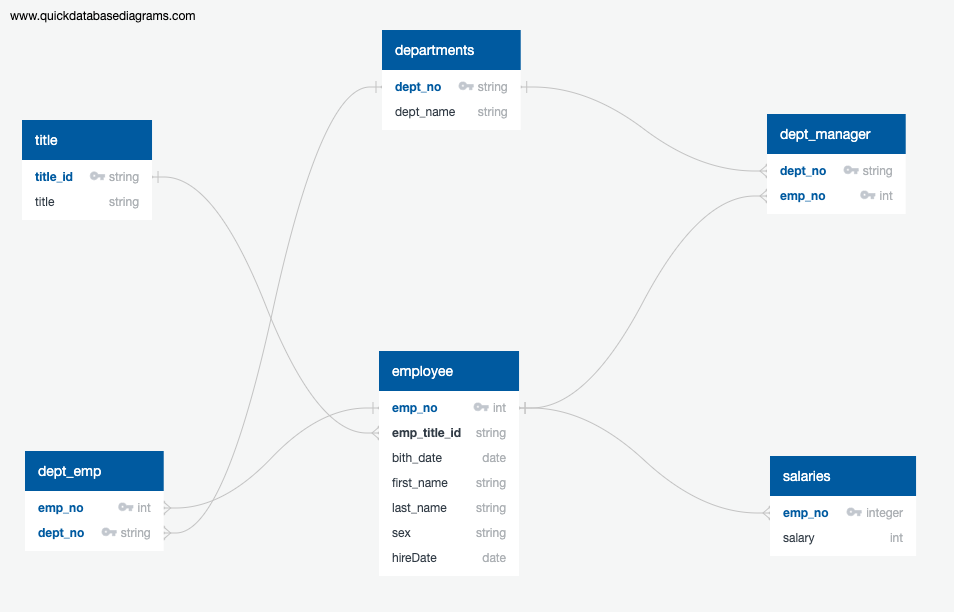 www.quickdatabasediagrams.com
departments
dept_no string
dept_name string
title
title_id string
title string
dept_manager
dept_no string
emp_no int
employee
emp_no int
emp_title_id string
bith_date date
first_name string
last_name string
sex string
hireDate date
dept_emp
emp_no int
dept_no string
salaries
emp_no integer
salary int